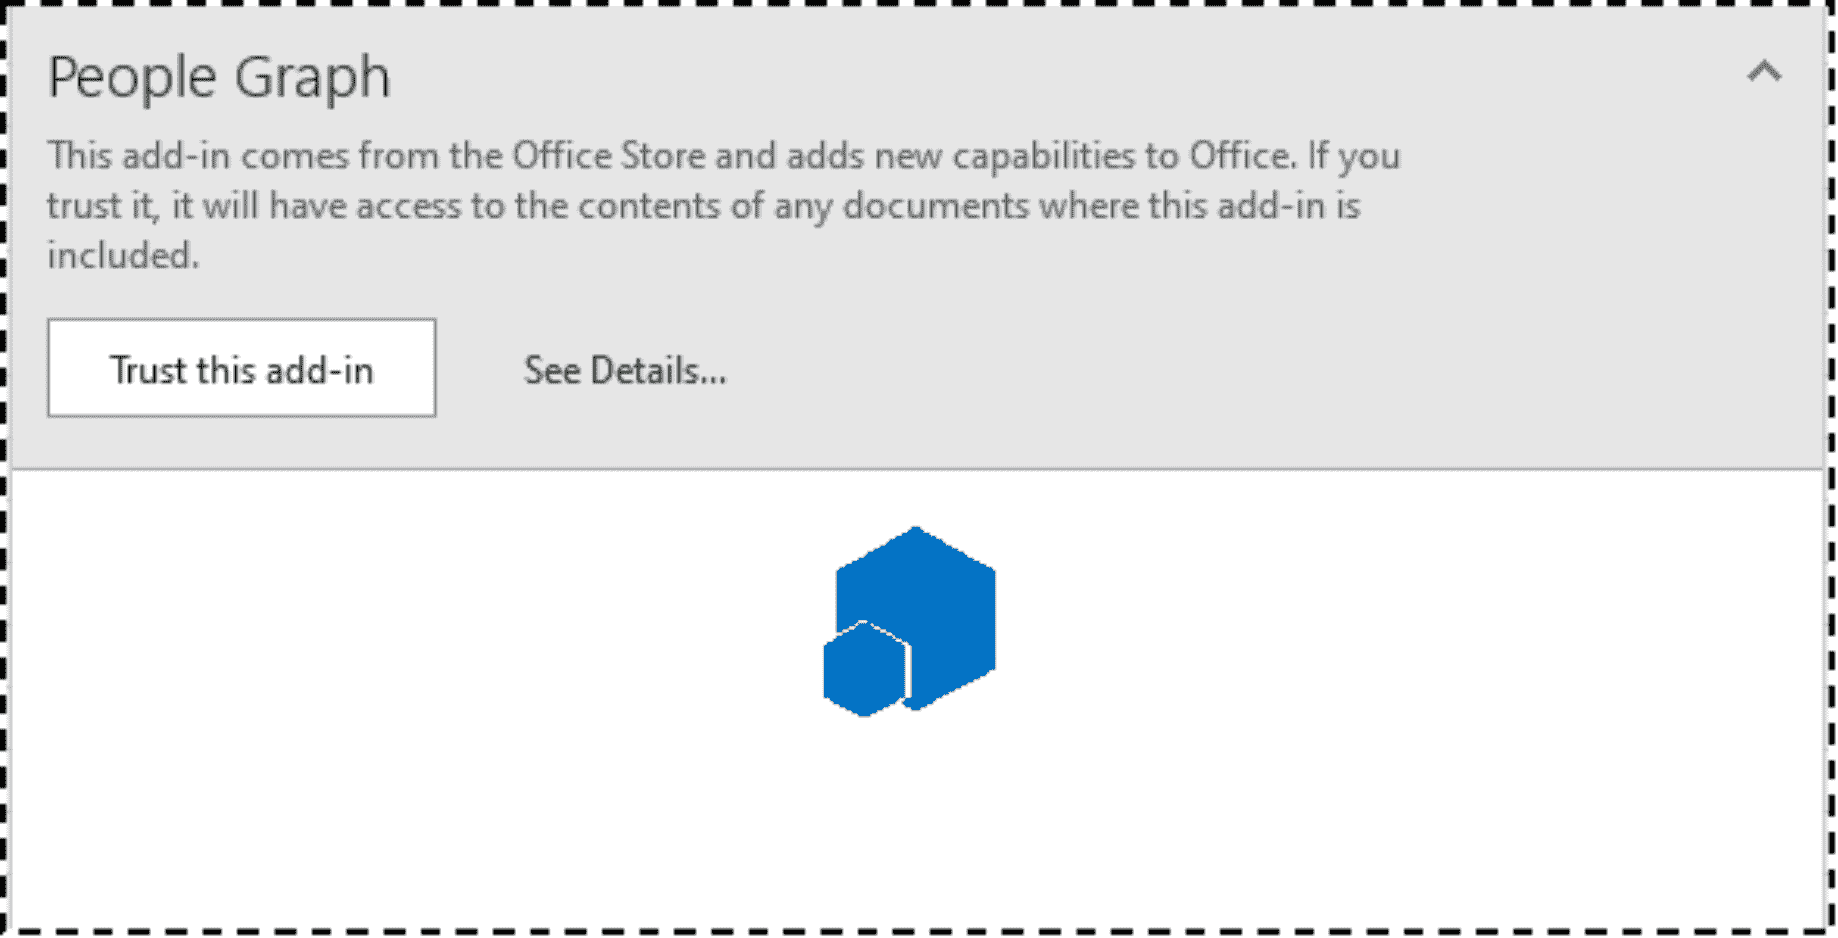 People Graph
This add-in comes from the Office Store and adds new capabilities to Office. If you
trust it, it will have access to the contents of any documents where this add-in is
included.
Trust this add-in
See Details...